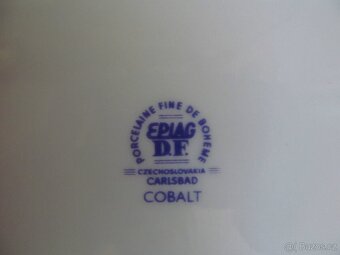 PORCELAINE FINE DE BOHEME
EPIAG
D.F.
CZECHOSLOVAKIA
CARLSBAD
COBALT